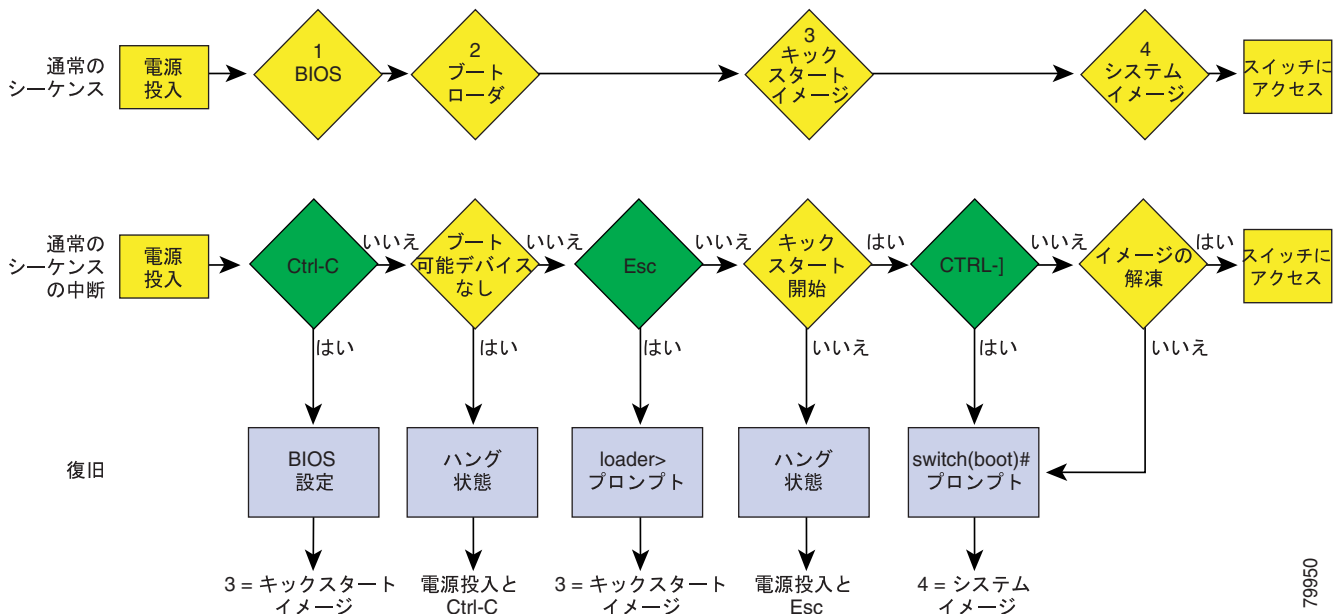 通常の
シーケンス
電源
投入
1
BIOS
2
ブート
ローダ
3
キック
スタート
イメージ
4
システム
イメージ
スイッチに
アクセス
通常の
シーケンス
の中断
電源
投入
Ctrl-C
いいえ
ブート
可能デバイス
なし
いいえ
Esc
いいえ
キック
スタート
開始
はい
CTRL-]
いいえ
イメージの
解凍
はい
スイッチに
アクセス
はい
はい
はい
いいえ
はい
いいえ
復旧
BIOS
設定
ハング
状態
loader>
プロンプト
ハング
状態
switch(boot)#
プロンプト
3 = キックスタート
イメージ
電源投入と
Ctrl-C
3 = キックスタート
イメージ
電源投入と
Esc
4 = システム
イメージ
79950